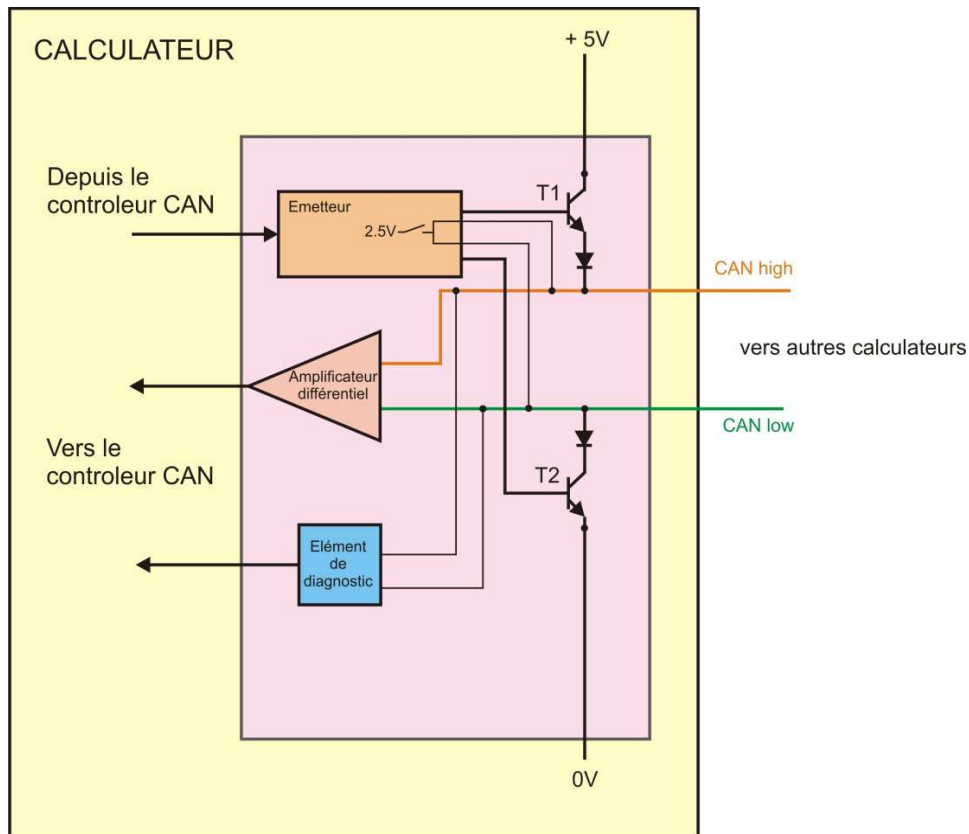 CALCULATEUR
+ 5V
Depuis le
controleur CAN
Emetteur
2.5V
T1
CAN high
vers autres calculateurs
Amplificateur
différentiel
CAN low
Vers le
controleur CAN
T2
Elément
de
diagnostic
0V